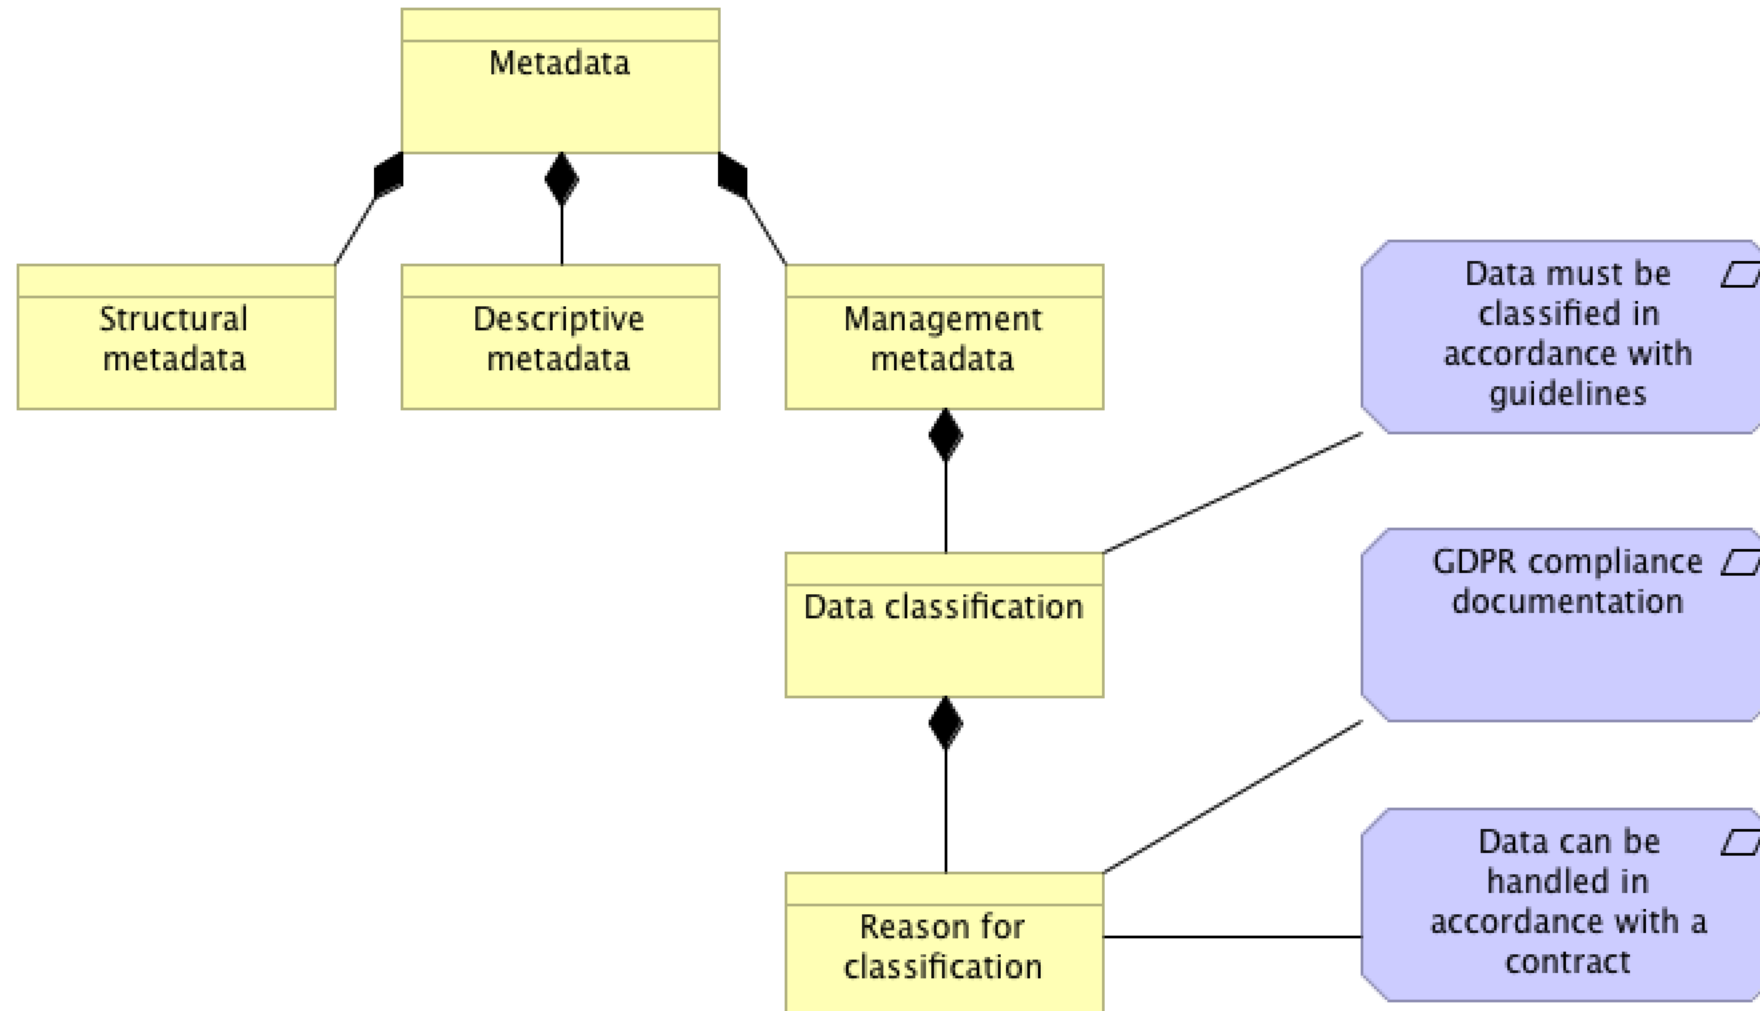 Metadata
Structural
metadata
Descriptive
metadata
Management
metadata
Data must be
classified in
accordance with
guidelines
Data classification
GDPR compliance
documentation
Reason for
classification
Data can be
handled in
accordance with a
contract